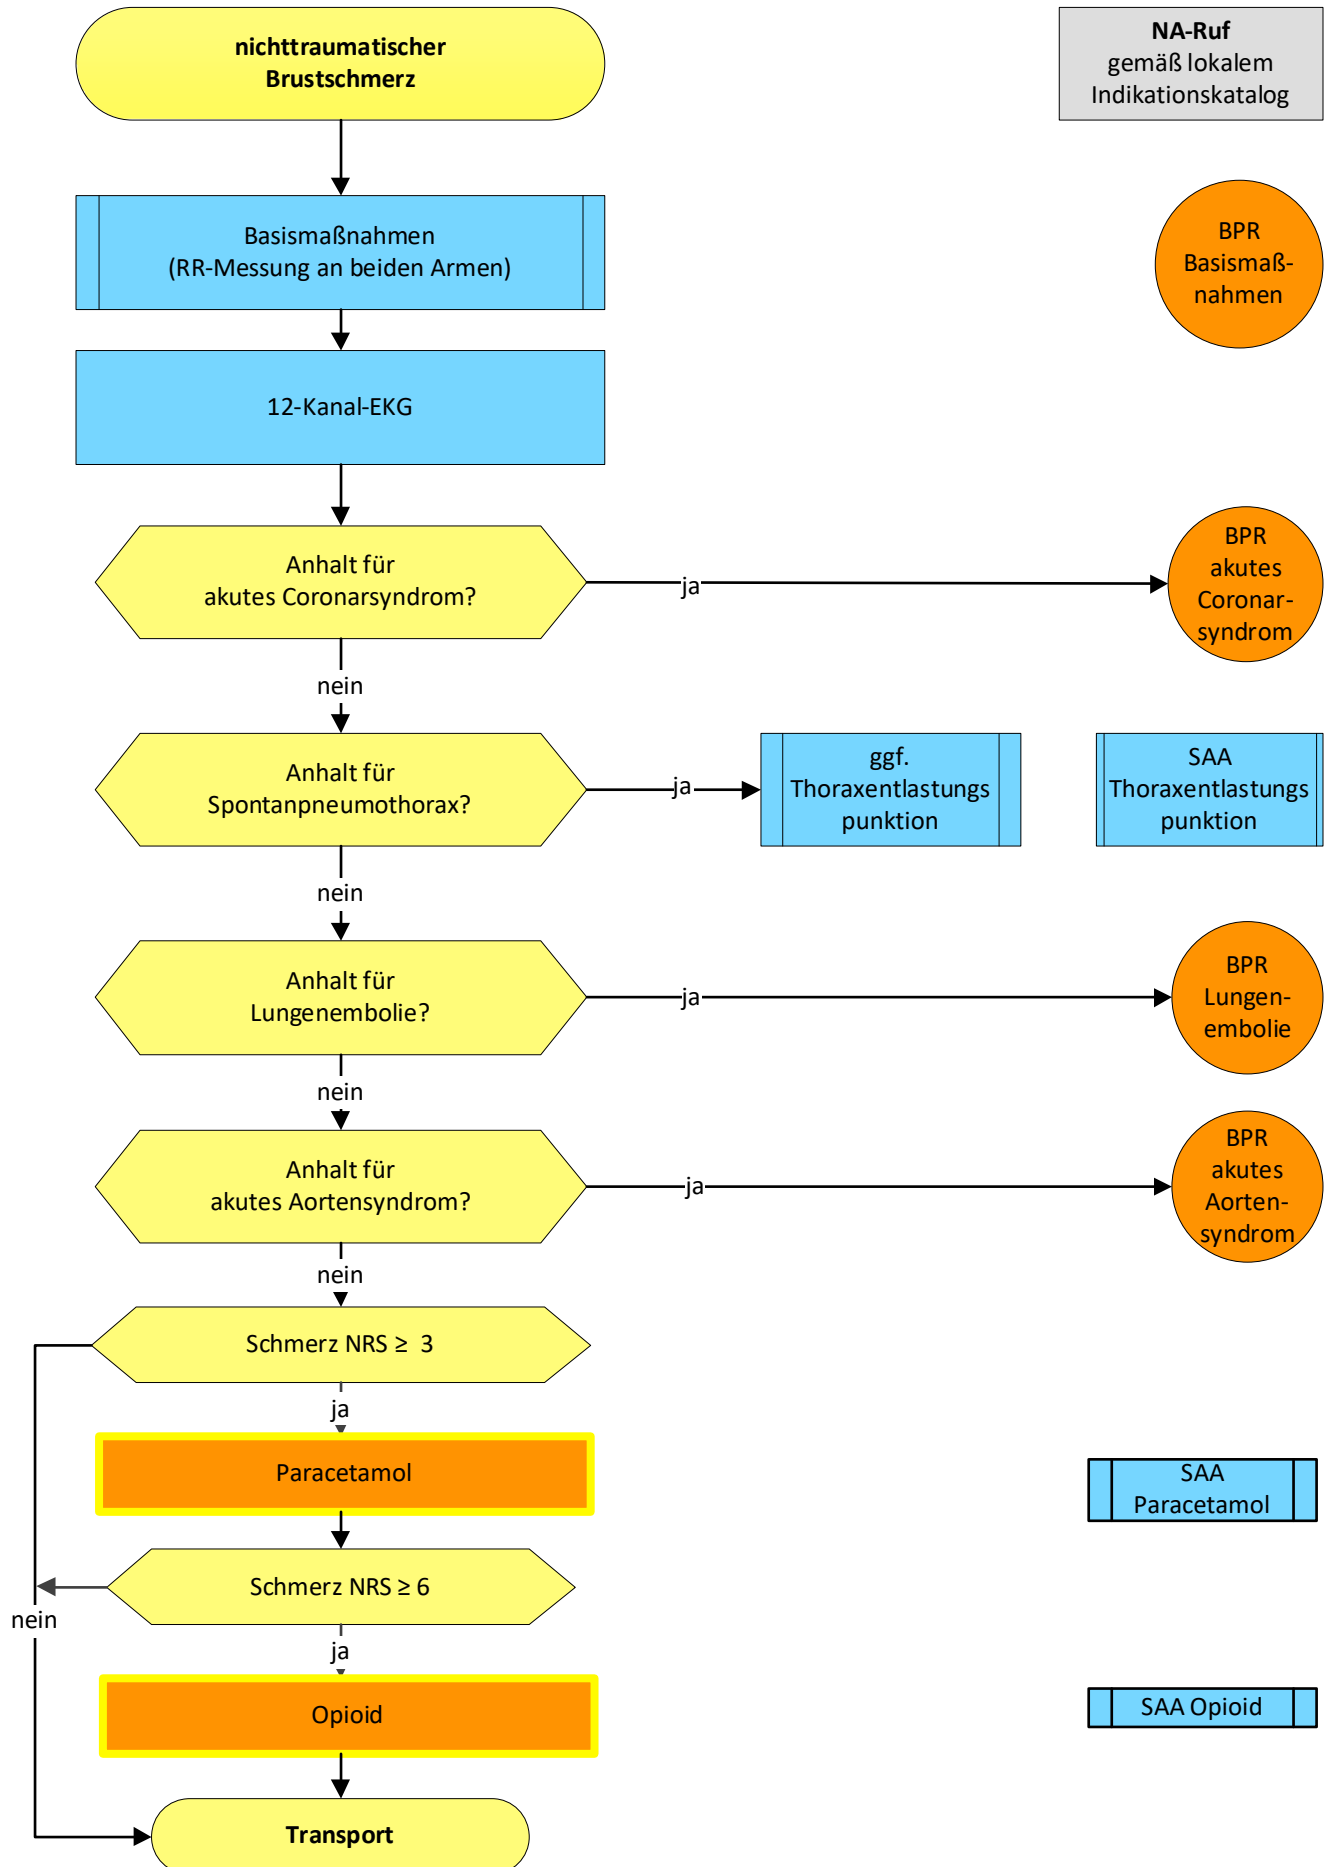 nichttraumatischer
Brustschmerz
NA-Ruf
gemäß lokalem
Indikationskatalog
Basismaßnahmen
(RR-Messung an beiden Armen)
BPR
Basismaß-
nahmen
12-Kanal-EKG
Anhalt für
akutes Coronarsyndrom?
ja
BPR
akutes
Coronar-
syndrom
nein
Anhalt für
Spontanpneumothorax?
ja
ggf.
Thoraxentlastungs
punktion
SAA
Thoraxentlastungs
punktion
nein
Anhalt für
Lungenembolie?
ja
BPR
Lungen-
embolie
nein
Anhalt für
akutes Aortensyndrom?
ja
BPR
akutes
Aorten-
syndrom
nein
Schmerz NRS ≥ 3
ja
Paracetamol
SAA
Paracetamol
Schmerz NRS ≥ 6
nein
ja
Opioid
SAA Opioid
Transport